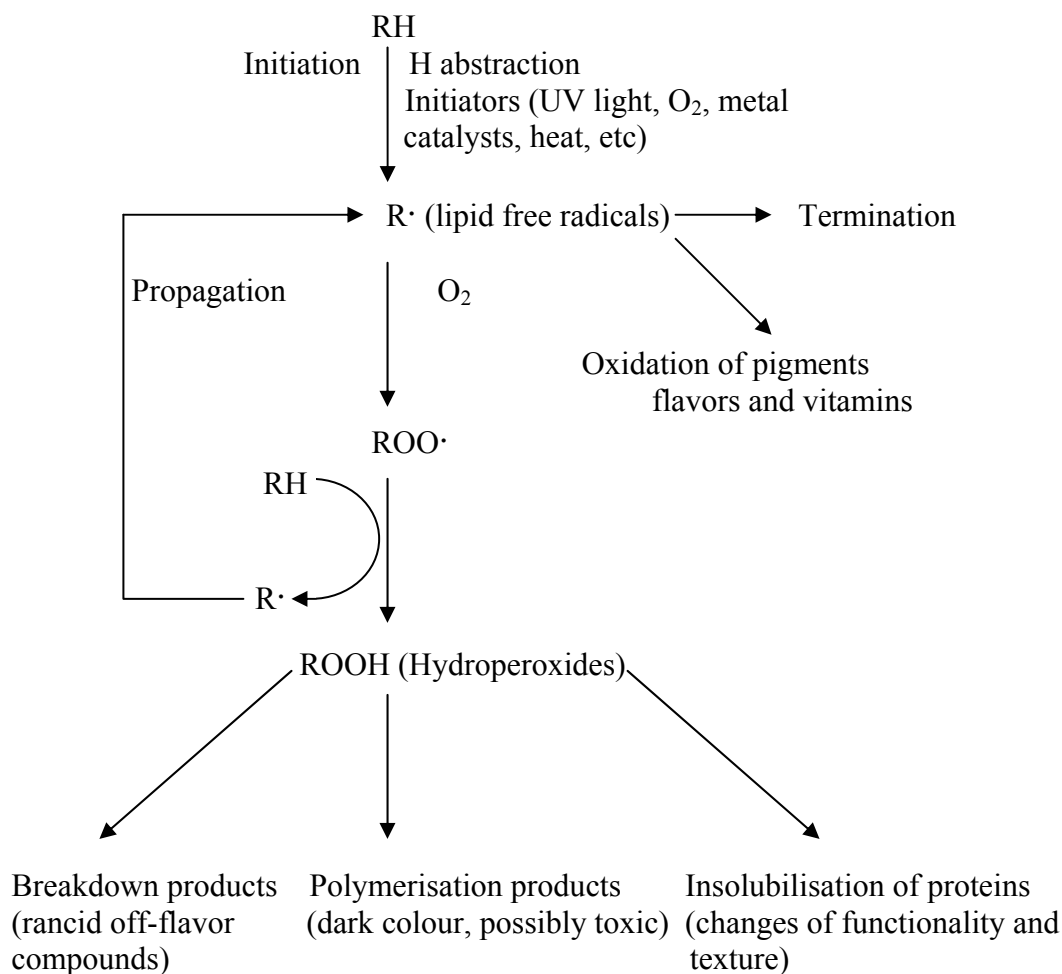 RH
Initiation H abstraction
Initiators (UV light, O₂, metal
catalysts, heat, etc)
R· (lipid free radicals) Termination
Propagation O₂
Oxidation of pigments
flavors and vitamins
ROO·
RH
R·
ROOH (Hydroperoxides)
Breakdown products
(rancid off-flavor
compounds)
Polymerisation products
(dark colour, possibly toxic)
Insolubilisation of proteins
(changes of functionality and
texture)